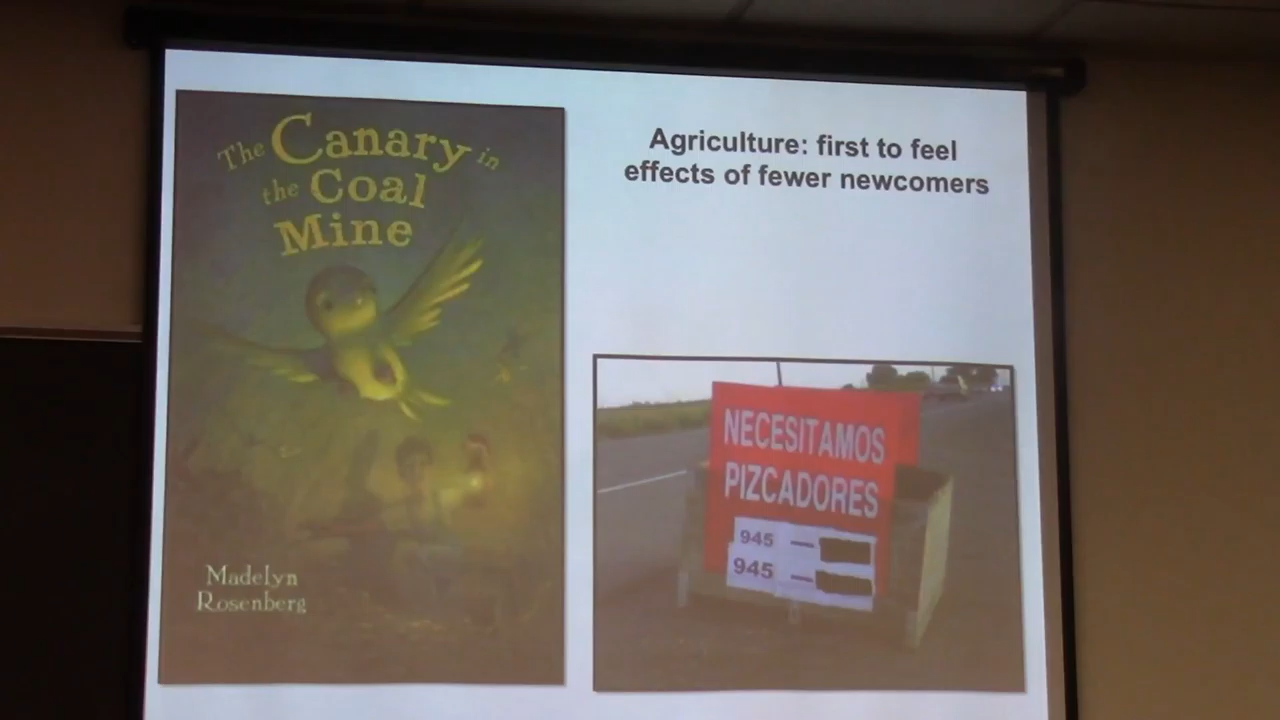 The Canary in
the Coal
Mine
Madelyn
Rosenberg
Agriculture: first to feel
effects of fewer newcomers
NECESITAMOS
PIZCADORES
945 —
945 —